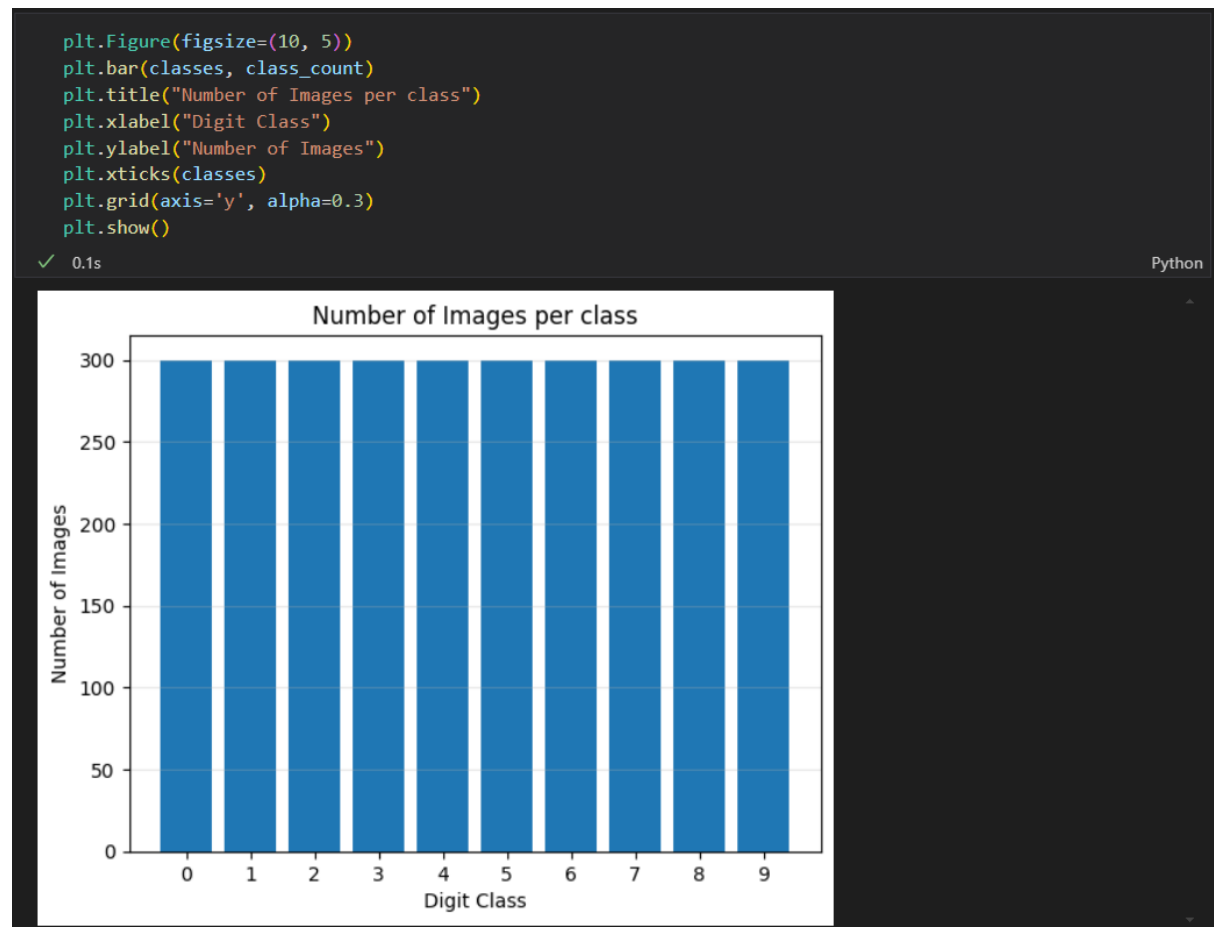 plt.Figure(figsize=(10, 5))
plt.bar(classes, class_count)
plt.title("Number of Images per class")
plt.xlabel("Digit Class")
plt.ylabel("Number of Images")
plt.xticks(classes)
plt.grid(axis='y', alpha=0.3)
plt.show()
0.1s
Python
Number of Images per class
Number of Images
300
250
200
150
100
50
0
0 1 2 3 4 5 6 7 8 9
Digit Class